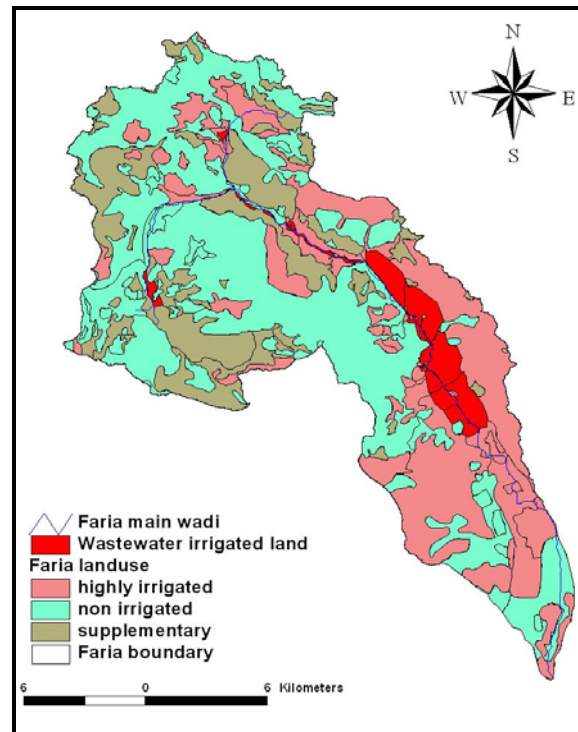 N
W E
S
Faria main wadi
Wastewater irrigated land
Faria landuse
highly irrigated
non irrigated
supplementary
Faria boundary
6 0 6 Kilometers